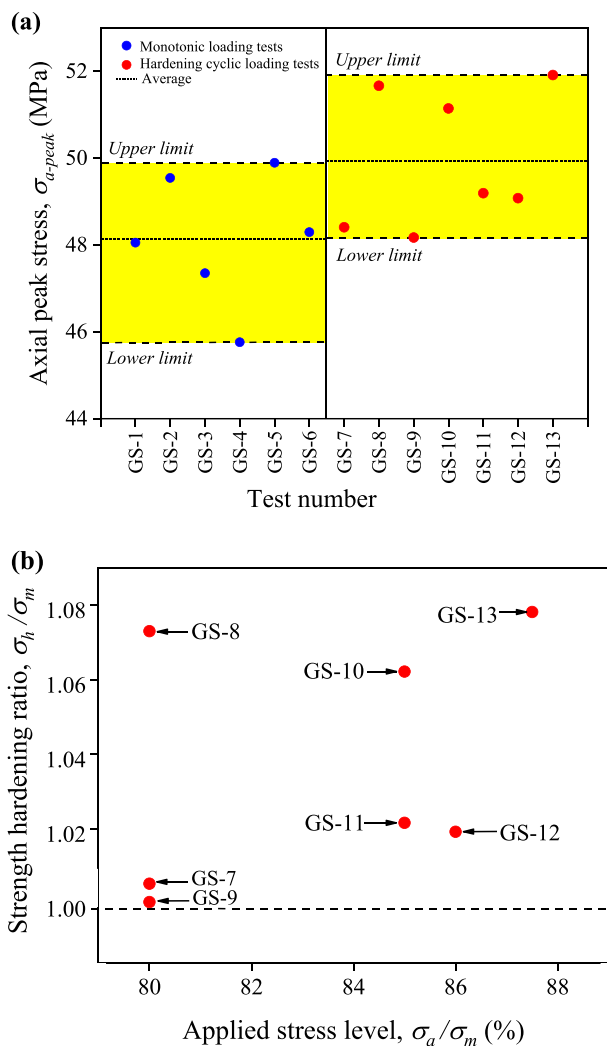 (a)
Monotonic loading tests
Hardening cyclic loading tests
Average
Upper limit
Upper limit
Lower limit
Lower limit
Axial peak stress, σa-peak (MPa)
52
50
48
46
44
GS-1
GS-2
GS-3
GS-4
GS-5
GS-6
GS-7
GS-8
GS-9
GS-10
GS-11
GS-12
GS-13
Test number
(b)
Strength hardening ratio, σh/σm
1.08
1.06
1.04
1.02
1.00
GS-8
GS-13
GS-10
GS-11
GS-12
GS-7
GS-9
80 82 84 86 88
Applied stress level, σa/σm (%)